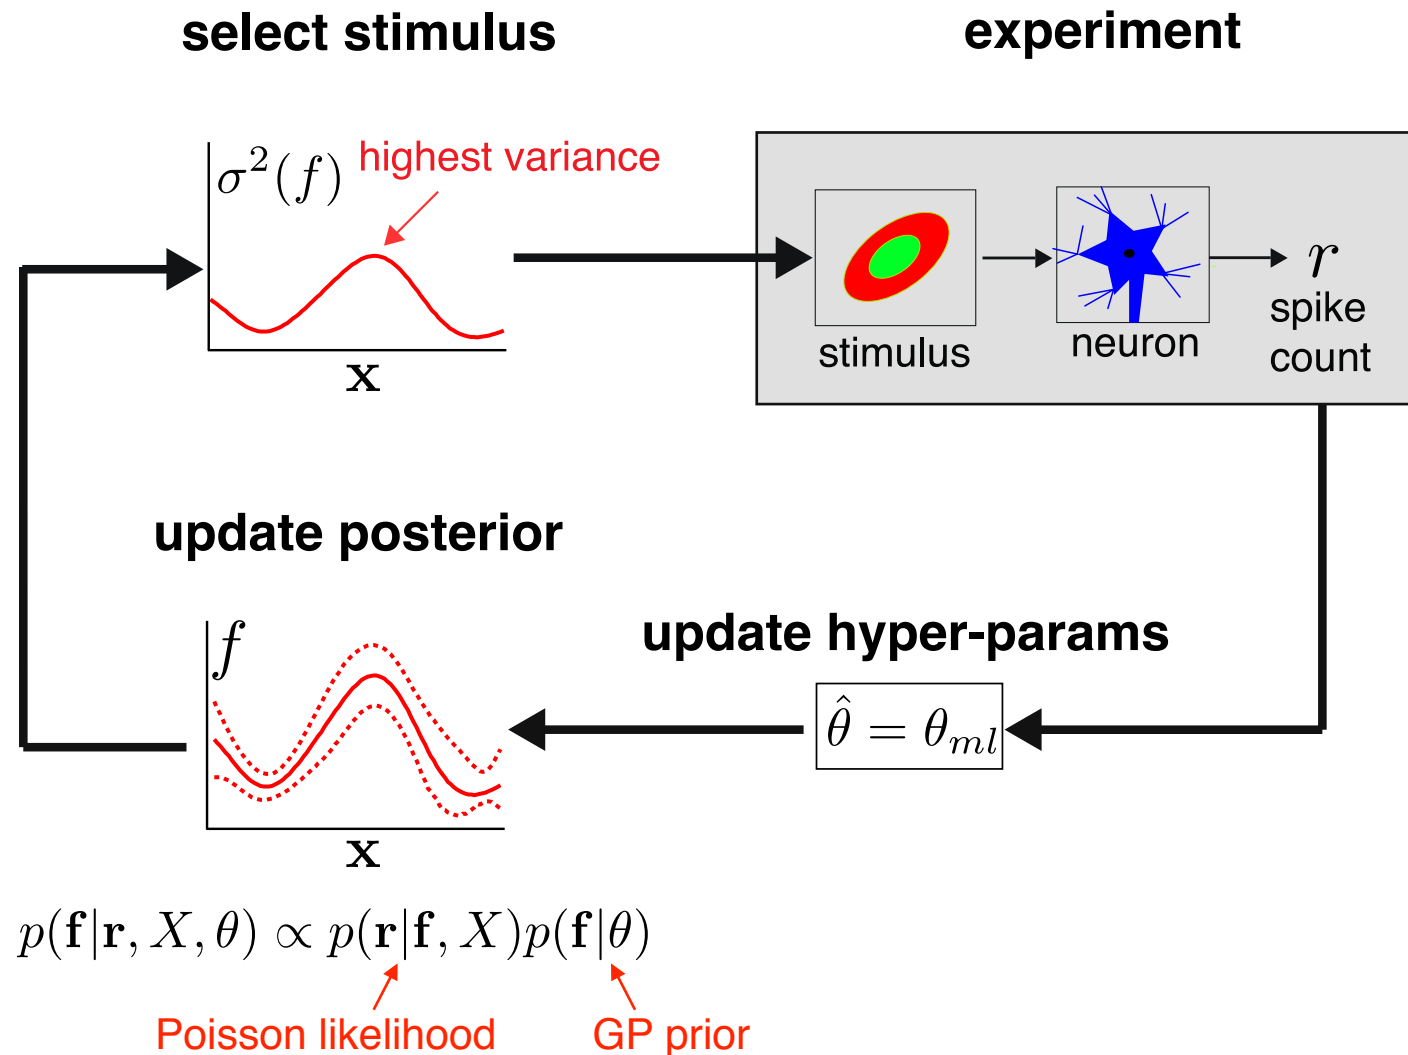 select stimulus
experiment
σ²(f)
highest variance
x
stimulus
neuron
r
spike
count
update posterior
update hyper-params
f
x
θ̂ = θ_ml
p(f|r, X, θ) ∝ p(r|f, X)p(f|θ)
Poisson likelihood
GP prior